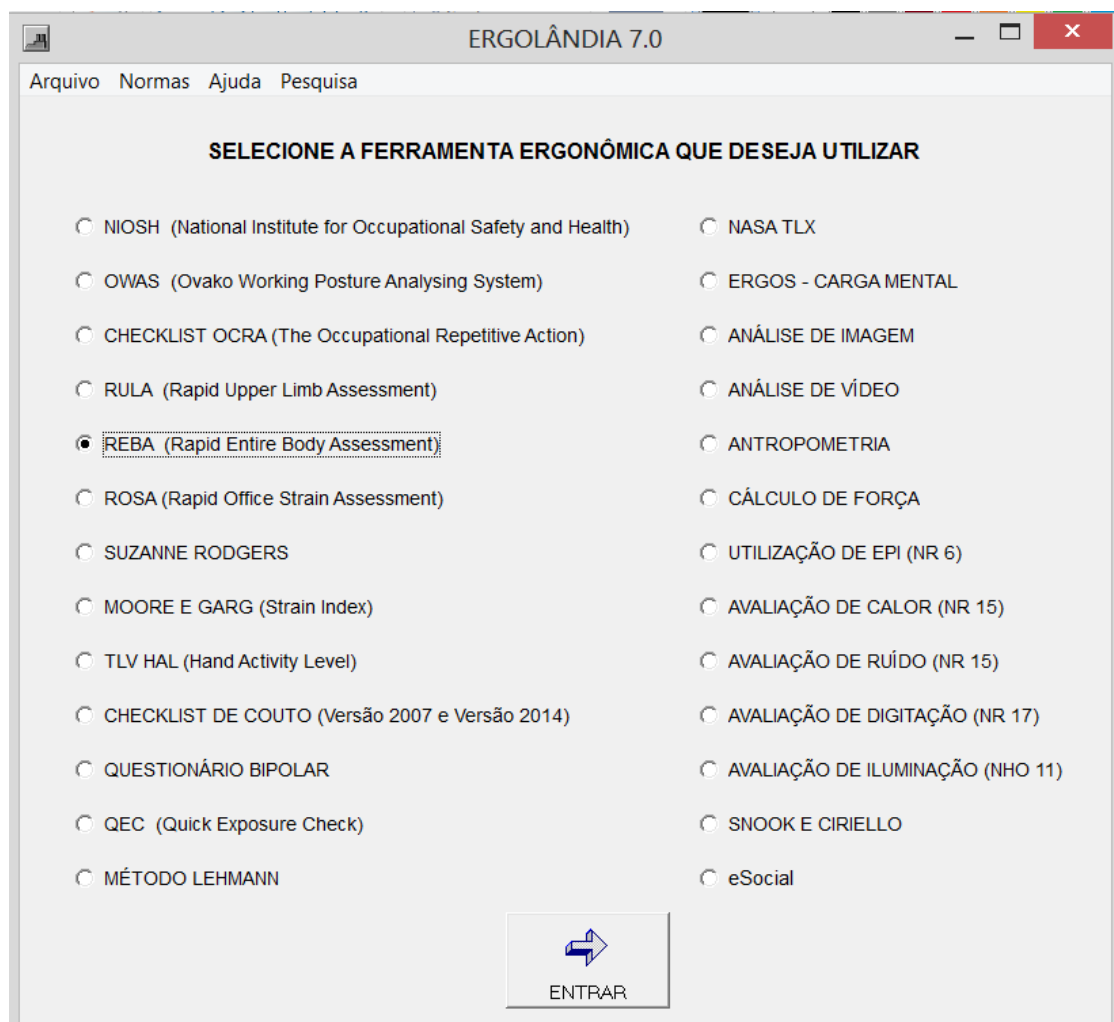 ERGOLÂNDIA 7.0
Arquivo Normas Ajuda Pesquisa
SELECIONE A FERRAMENTA ERGONÔMICA QUE DESEJA UTILIZAR
NIOSH (National Institute for Occupational Safety and Health)
OWAS (Ovako Working Posture Analysing System)
CHECKLIST OCRA (The Occupational Repetitive Action)
RULA (Rapid Upper Limb Assessment)
REBA (Rapid Entire Body Assessment)
ROSA (Rapid Office Strain Assessment)
SUZANNE RODGERS
MOORE E GARG (Strain Index)
TLV HAL (Hand Activity Level)
CHECKLIST DE COUTO (Versão 2007 e Versão 2014)
QUESTIONÁRIO BIPOLAR
QEC (Quick Exposure Check)
MÉTODO LEHMANN
NASA TLX
ERGOS - CARGA MENTAL
ANÁLISE DE IMAGEM
ANÁLISE DE VÍDEO
ANTROPOMETRIA
CÁLCULO DE FORÇA
UTILIZAÇÃO DE EPI (NR 6)
AVALIAÇÃO DE CALOR (NR 15)
AVALIAÇÃO DE RUÍDO (NR 15)
AVALIAÇÃO DE DIGITAÇÃO (NR 17)
AVALIAÇÃO DE ILUMINAÇÃO (NHO 11)
SNOOK E CIRIELLO
eSocial
ENTRAR